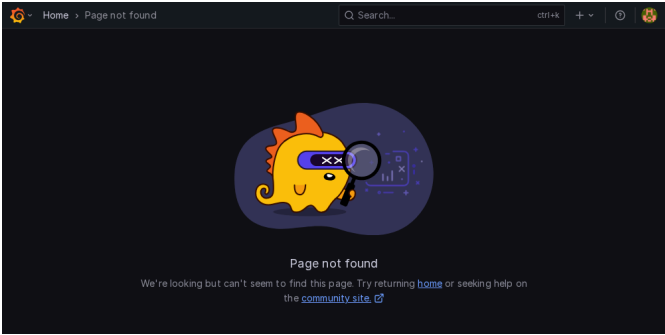 Home › Page not found
Search... ctrl+k
Page not found
We're looking but can't seem to find this page. Try returning home or seeking help on
the community site.